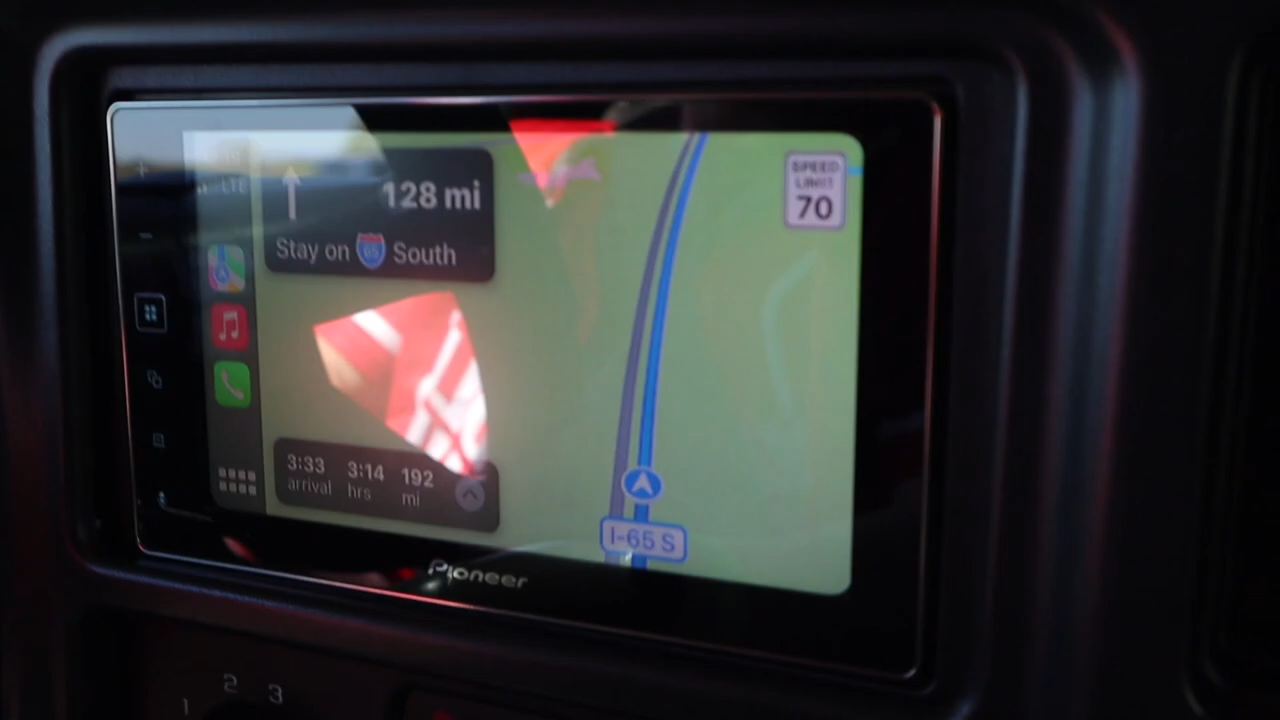 LTE
128 mi
Stay on 65 South
SPEED
LIMIT
70
3:33 3:14 192
arrival hrs mi
I-65 S
Pioneer
1 2 3